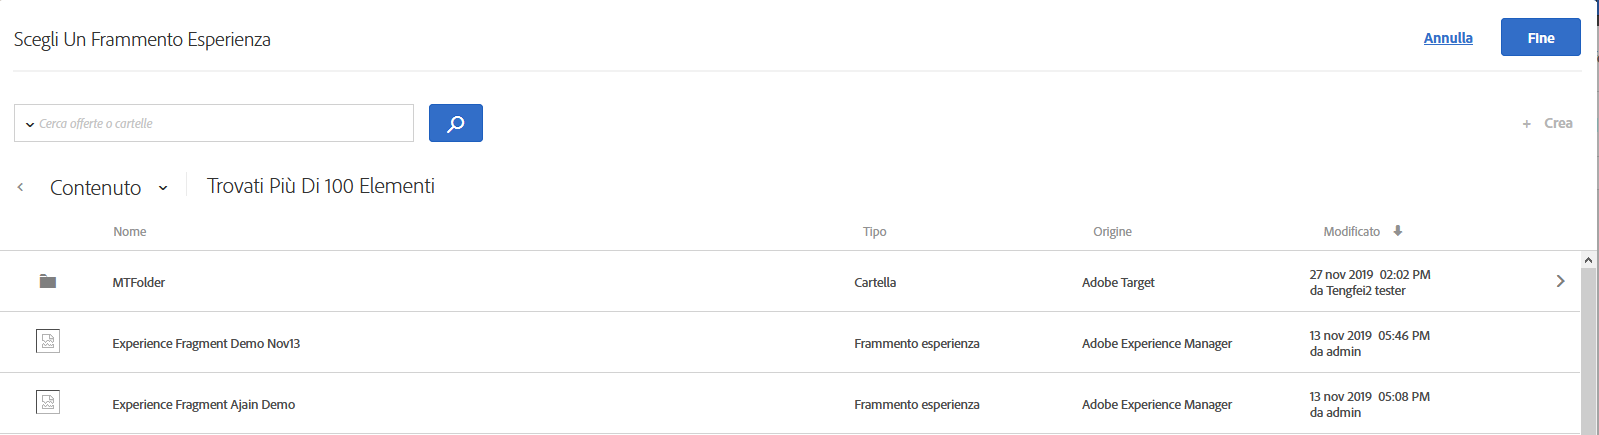 Scegli Un Frammento Esperienza
Annulla
Fine
Cerca offerte o cartelle
+ Crea
Contenuto
Trovati Più Di 100 Elementi
Nome Tipo Origine Modificato
MTFolder Cartella Adobe Target 27 nov 2019 02:02 PM
da Tengfei2 tester
Experience Fragment Demo Nov13 Frammento esperienza Adobe Experience Manager 13 nov 2019 05:46 PM
da admin
Experience Fragment Ajain Demo Frammento esperienza Adobe Experience Manager 13 nov 2019 05:08 PM
da admin